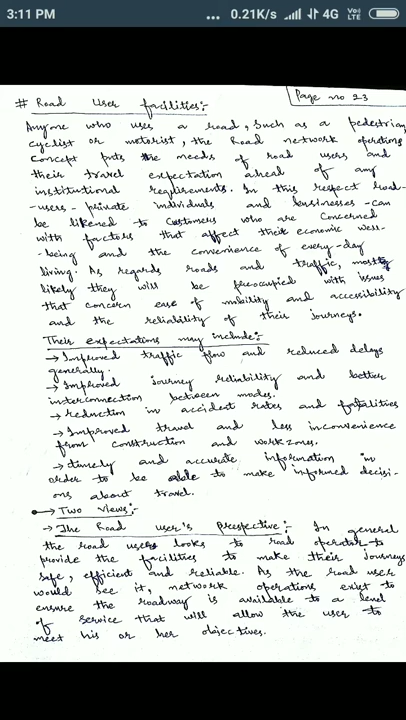 3:11 PM ... 0.21K/s 4G Vo) LTE
Page no 23
# Road User facilities:-
Anyone who uses a road, such as a pedestrian,
cyclist or motorist, the Road network operations
Concept puts the needs of road users and
their travel expectation ahead of any
institutional requirements. In this respect Road-
-users - private individuals and businesses - can
be likened to Customers who are concerned
with factors that affect their economic well-
-being and the convenience of every-day
living. As regards roads and traffic, mostly
likely they will be preoccupied with issues
that concern ease of mobility and accessibility
and the reliability of their journeys.
Their expectations may include:-
→ Improved traffic flow and reduced delays
generally.
→ Improved journey reliability and better
interconnection between modes.
→ reduction in accident rates and fatalities
→ Improved travel and less inconvenience
from construction and workzones.
→ timely and accurate information in
order to be able to make informed decisi-
ons about travel.
→ Two Views:-
→ The Road user's Prespective:- In general
the road users looks to road operator to
provide the facilities to make their Journeys
safe, efficient and reliable. As the road user
would see it, network operations exist to
ensure the roadway is available to a level
of service that will allow the user to
meet his or her objectives.